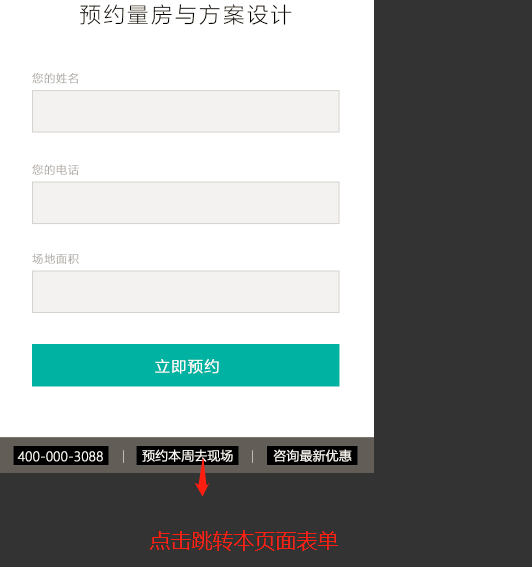 预约量房与方案设计
您的姓名
您的电话
场地面积
立即预约
400-000-3088 | 预约本周去现场 | 咨询最新优惠
点击跳转本页面表单